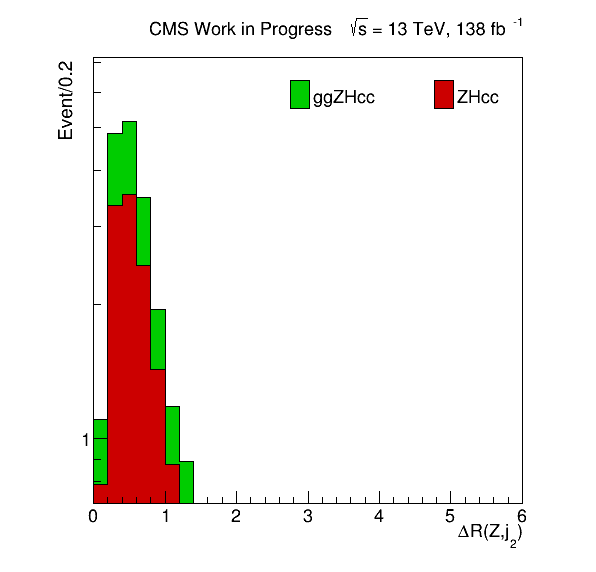 CMS Work in Progress √s = 13 TeV, 138 fb⁻¹
Event/0.2
ggZHcc ZHcc
1
0 1 2 3 4 5 6
ΔR(Z,j₂)